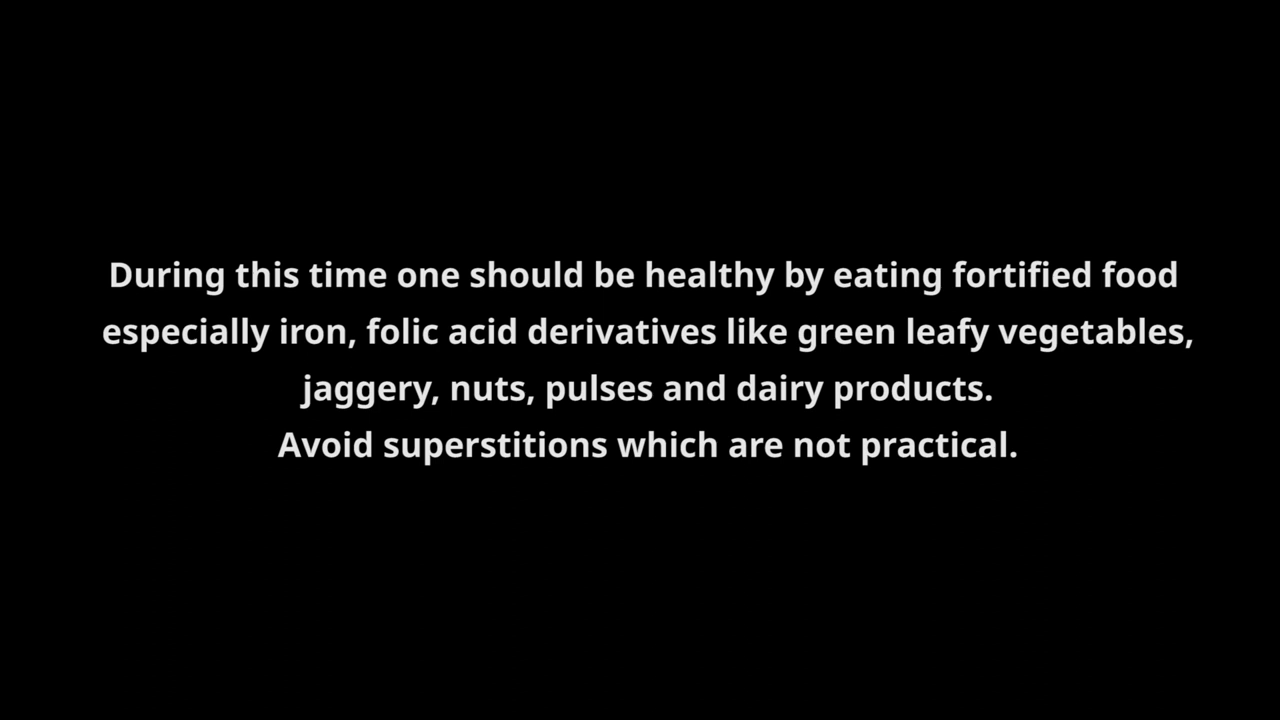 During this time one should be healthy by eating fortified food
especially iron, folic acid derivatives like green leafy vegetables,
jaggery, nuts, pulses and dairy products.
Avoid superstitions which are not practical.